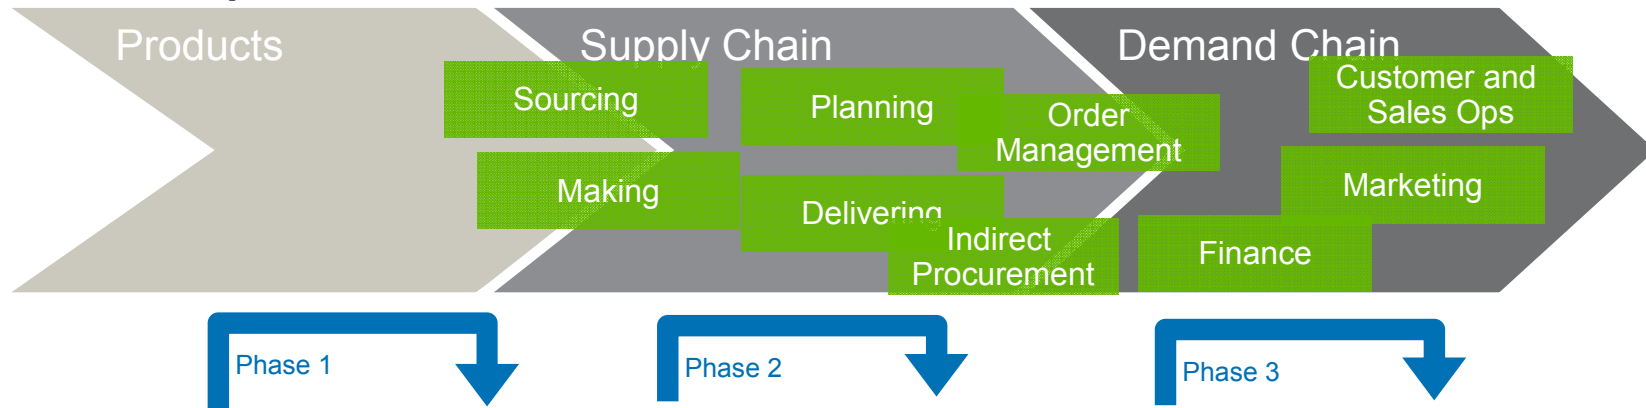 Products
Supply Chain
Demand Chain
Sourcing
Planning
Order
Management
Customer and
Sales Ops
Making
Delivering
Marketing
Indirect
Procurement
Finance
Phase 1
Phase 2
Phase 3